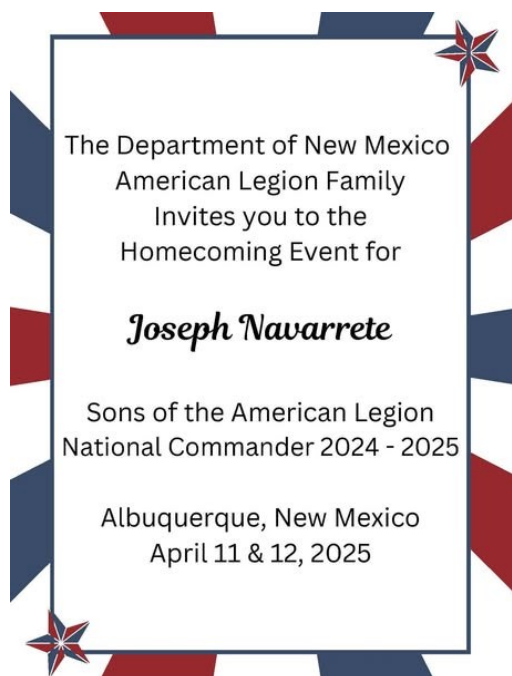 The Department of New Mexico
American Legion Family
Invites you to the
Homecoming Event for
Joseph Navarrete
Sons of the American Legion
National Commander 2024 - 2025
Albuquerque, New Mexico
April 11 & 12, 2025